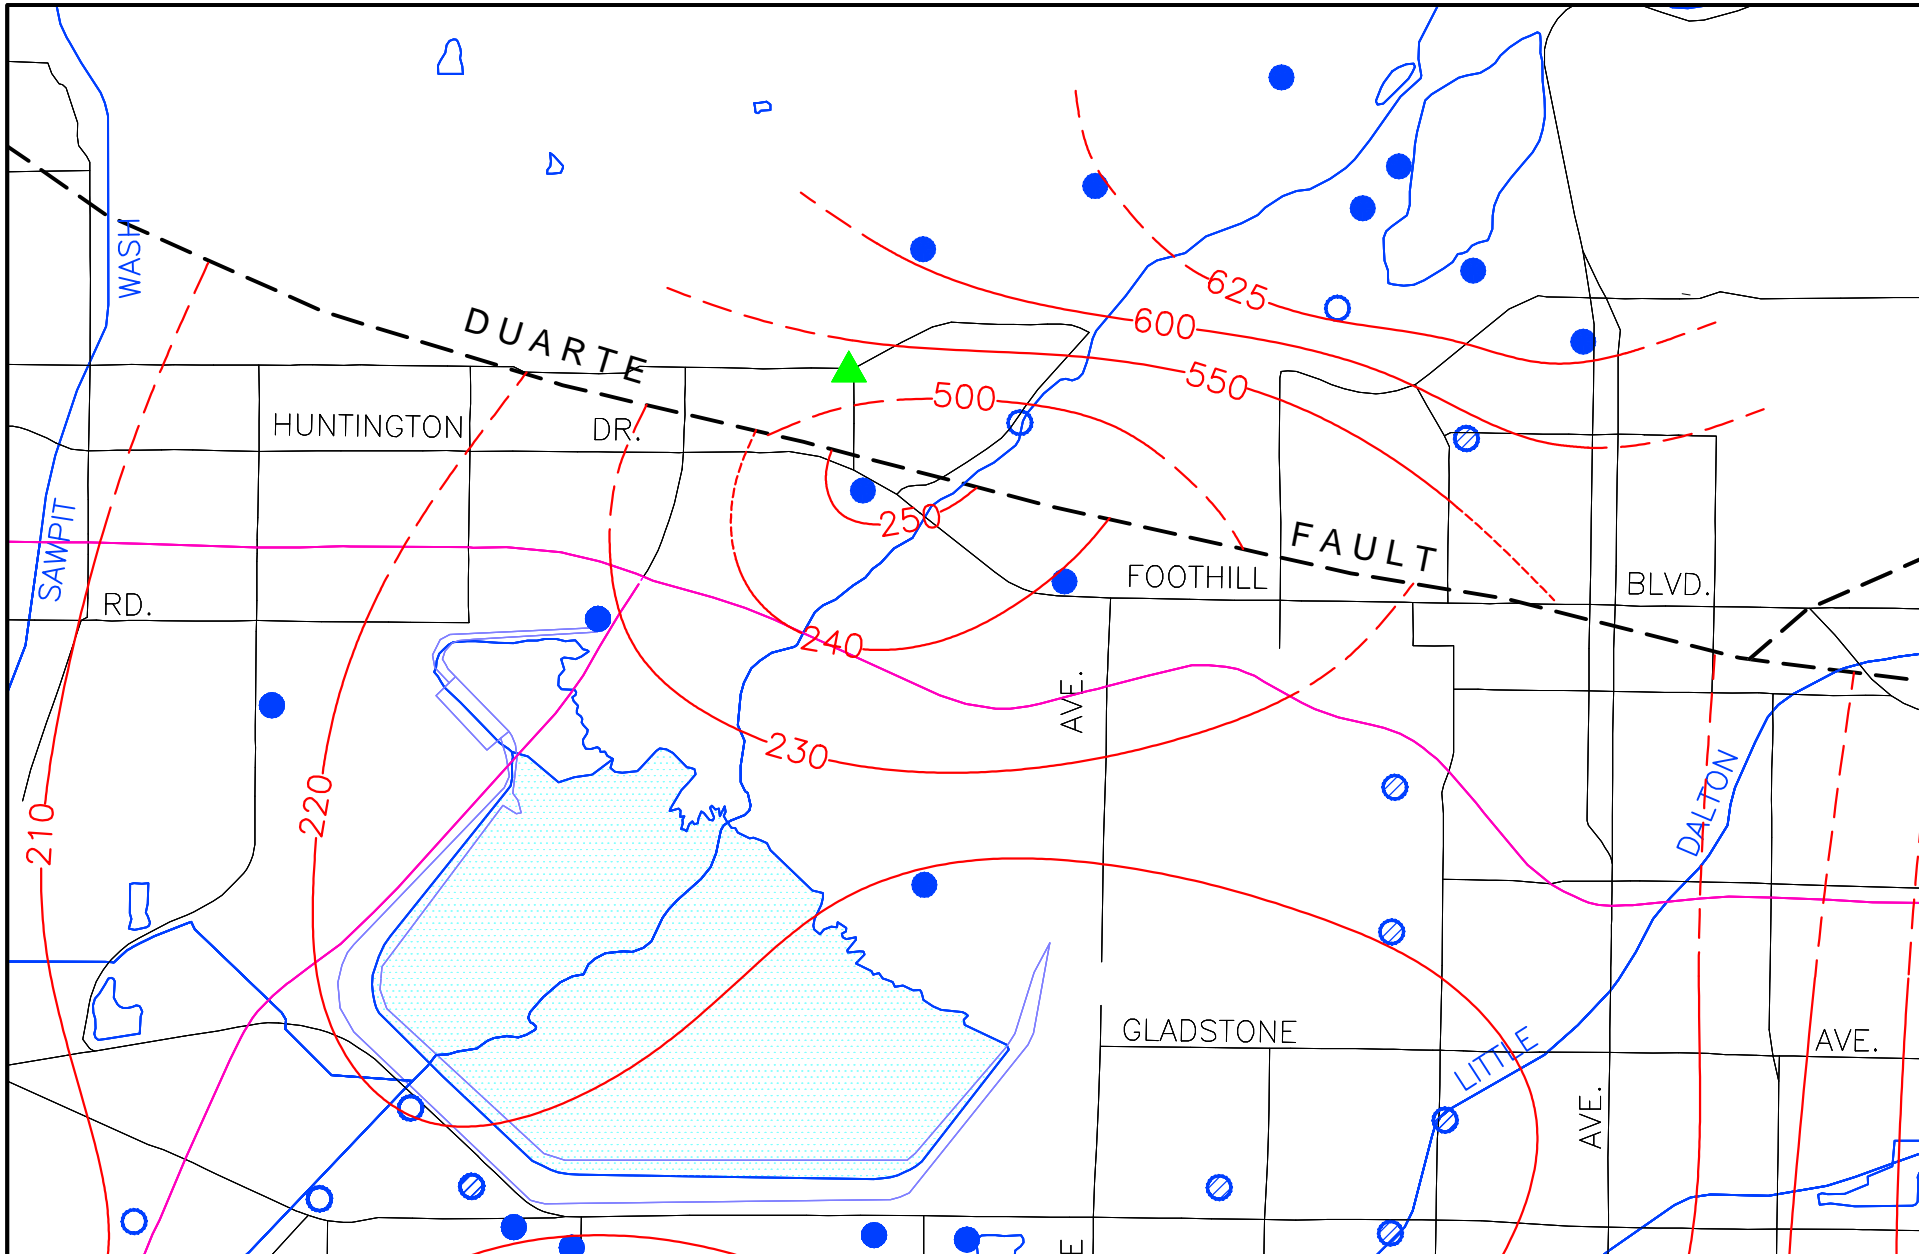 WASH
625
600
DUARTE
550
500
HUNTINGTON
DR.
250
SAWPIT
FAULT
FOOTHILL
BLVD.
RD.
240
AVE.
230
220
DALTON
210
GLADSTONE
AVE.
LITTLE
AVE.
E